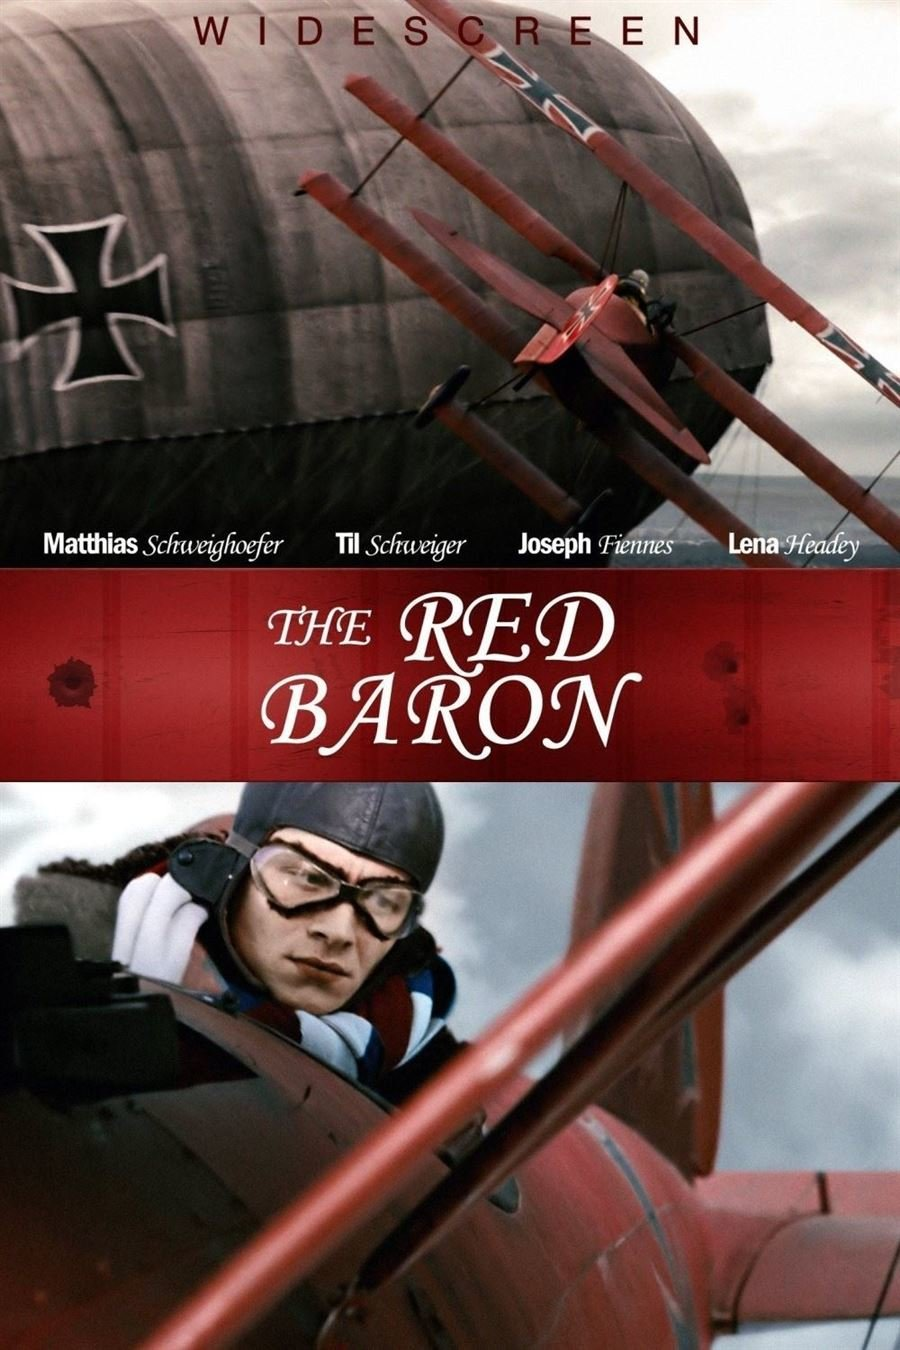 WIDESCREEN
Matthias Schweighoefer Til Schweiger Joseph Fiennes Lena Headey
THE RED
BARON